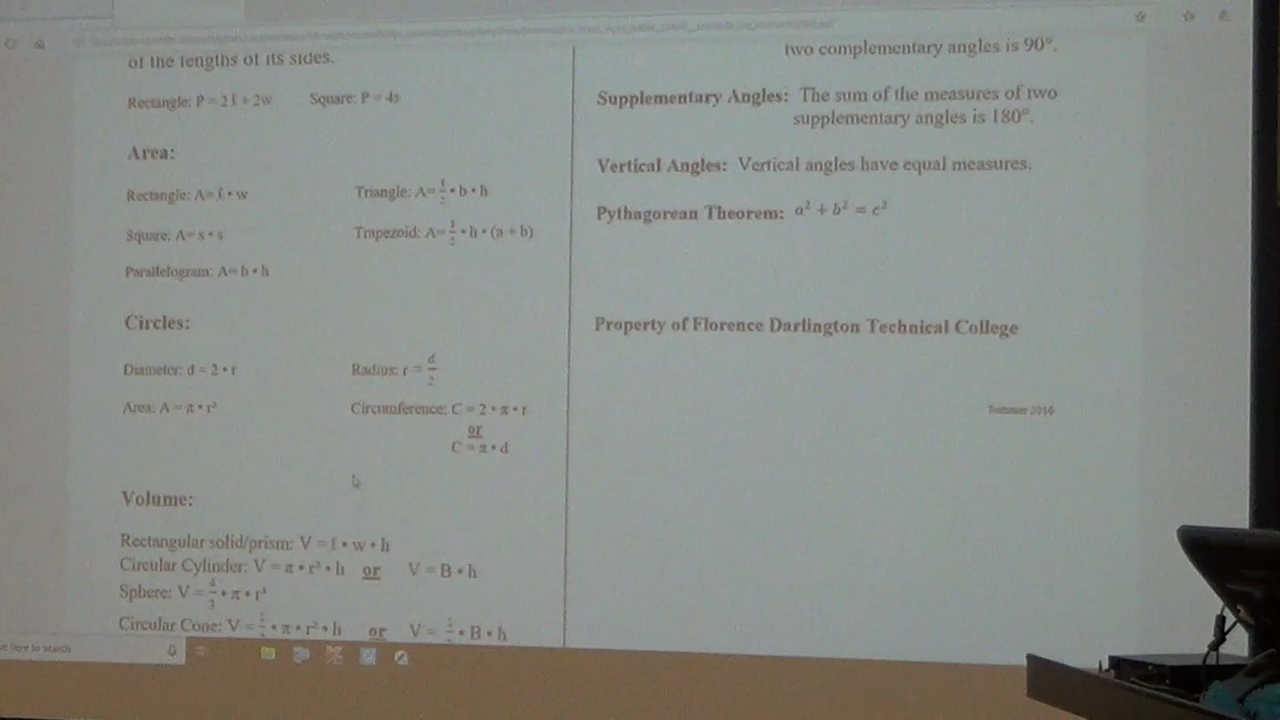 of the lengths of its sides.
Rectangle: P = 2ℓ + 2w Square: P = 4s
Area:
Rectangle: A= ℓ • w Triangle: A= 1/2 • b • h
Square: A= s • s Trapezoid: A= 1/2 • h • (a + b)
Parallelogram: A= b • h
Circles:
Diameter: d = 2 • r Radius: r = d/2
Area: A = π • r² Circumference: C = 2 • π • r
or
C = π • d
Volume:
Rectangular solid/prism: V = l • w • h
Circular Cylinder: V = π • r² • h or V = B • h
Sphere: V = 4/3 • π • r³
Circular Cone: V = • π • r² • h or V = • B • h
two complementary angles is 90°.
Supplementary Angles: The sum of the measures of two
supplementary angles is 180°.
Vertical Angles: Vertical angles have equal measures.
Pythagorean Theorem: a² + b² = c²
Property of Florence Darlington Technical College
Summer 2016
here to search